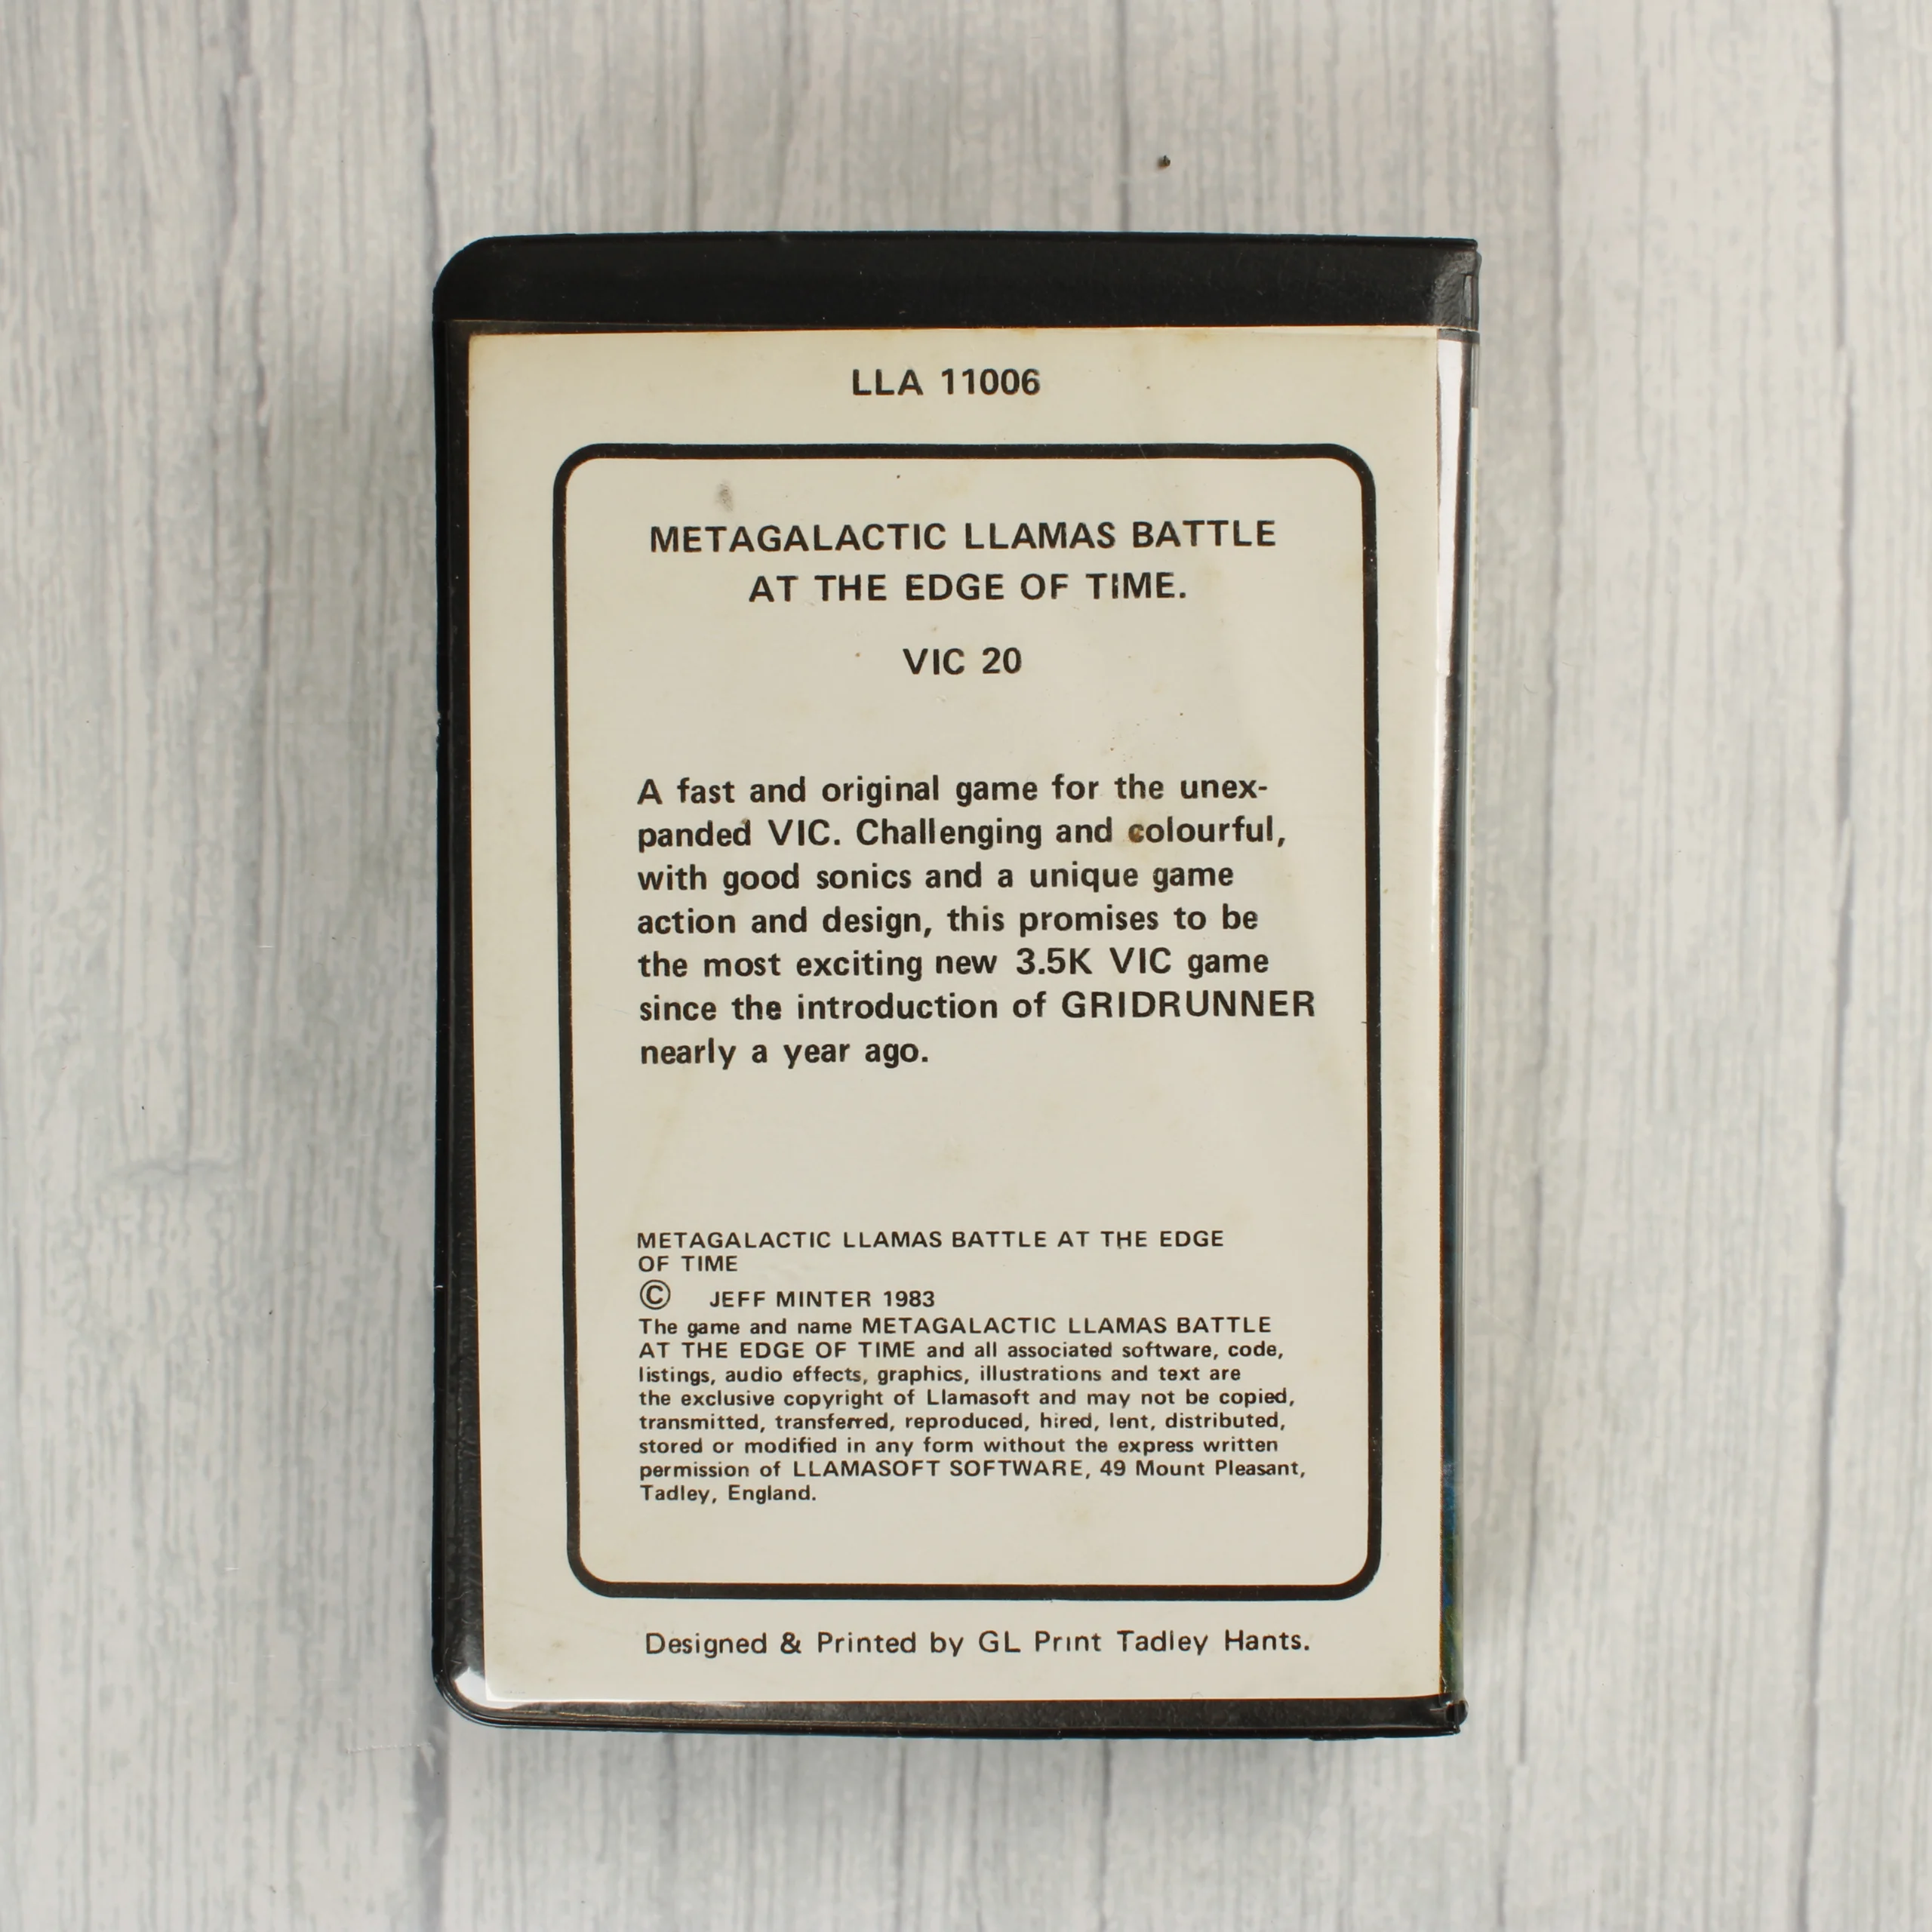 LLA 11006
METAGALACTIC LLAMAS BATTLE
AT THE EDGE OF TIME.
VIC 20
A fast and original game for the unex-
panded VIC. Challenging and colourful,
with good sonics and a unique game
action and design, this promises to be
the most exciting new 3.5K VIC game
since the introduction of GRIDRUNNER
nearly a year ago.
METAGALACTIC LLAMAS BATTLE AT THE EDGE
OF TIME
© JEFF MINTER 1983
The game and name METAGALACTIC LLAMAS BATTLE
AT THE EDGE OF TIME and all associated software, code,
listings, audio effects, graphics, illustrations and text are
the exclusive copyright of Llamasoft and may not be copied,
transmitted, transferred, reproduced, hired, lent, distributed,
stored or modified in any form without the express written
permission of LLAMASOFT SOFTWARE, 49 Mount Pleasant,
Tadley, England.
Designed & Printed by GL Print Tadley Hants.